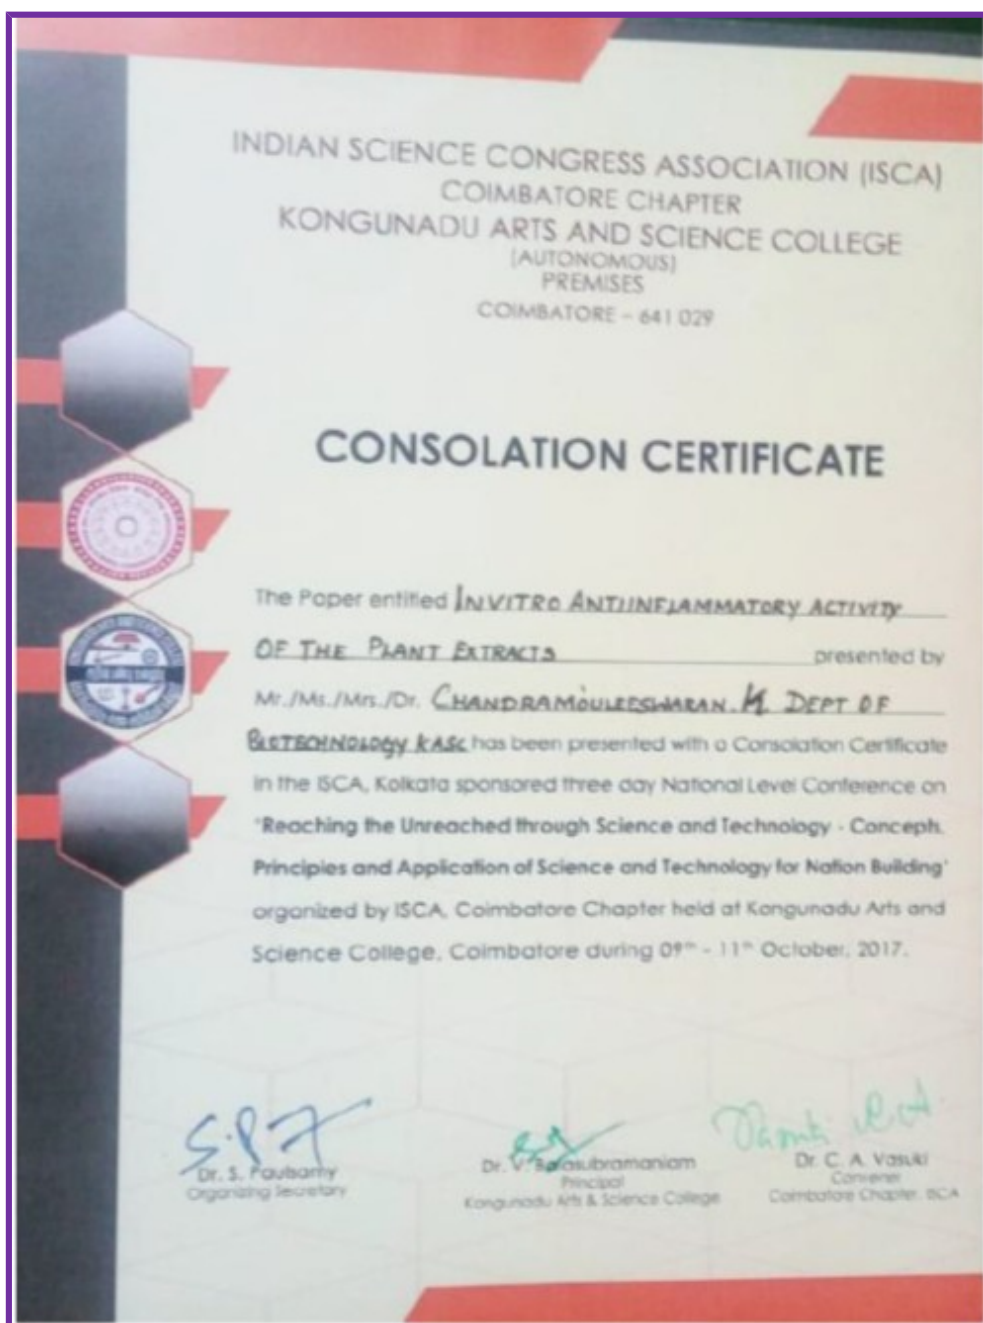 INDIAN SCIENCE CONGRESS ASSOCIATION (ISCA)
COIMBATORE CHAPTER
KONGUNADU ARTS AND SCIENCE COLLEGE
(AUTONOMOUS)
PREMISES
COIMBATORE – 641 029
CONSOLATION CERTIFICATE
The Paper entitled INVITRO ANTIINFLAMMATORY ACTIVITY
OF THE PLANT EXTRACTS presented by
Mr./Ms./Mrs./Dr. CHANDRAMOULEESWARAN. M DEPT OF
BIOTECHNOLOGY KASC has been presented with a Consolation Certificate
in the ISCA, Kolkata sponsored three day National Level Conference on
'Reaching the Unreached through Science and Technology - Concepts,
Principles and Application of Science and Technology for Nation Building'
organized by ISCA, Coimbatore Chapter held at Kongunadu Arts and
Science College, Coimbatore during 09th - 11th October, 2017.
Dr. S. Paulsamy
Organizing Secretary
Dr. V. Balasubramaniam
Principal
Kongunadu Arts & Science College
Dr. C. A. Vasuki
Convener
Coimbatore Chapter, ISCA